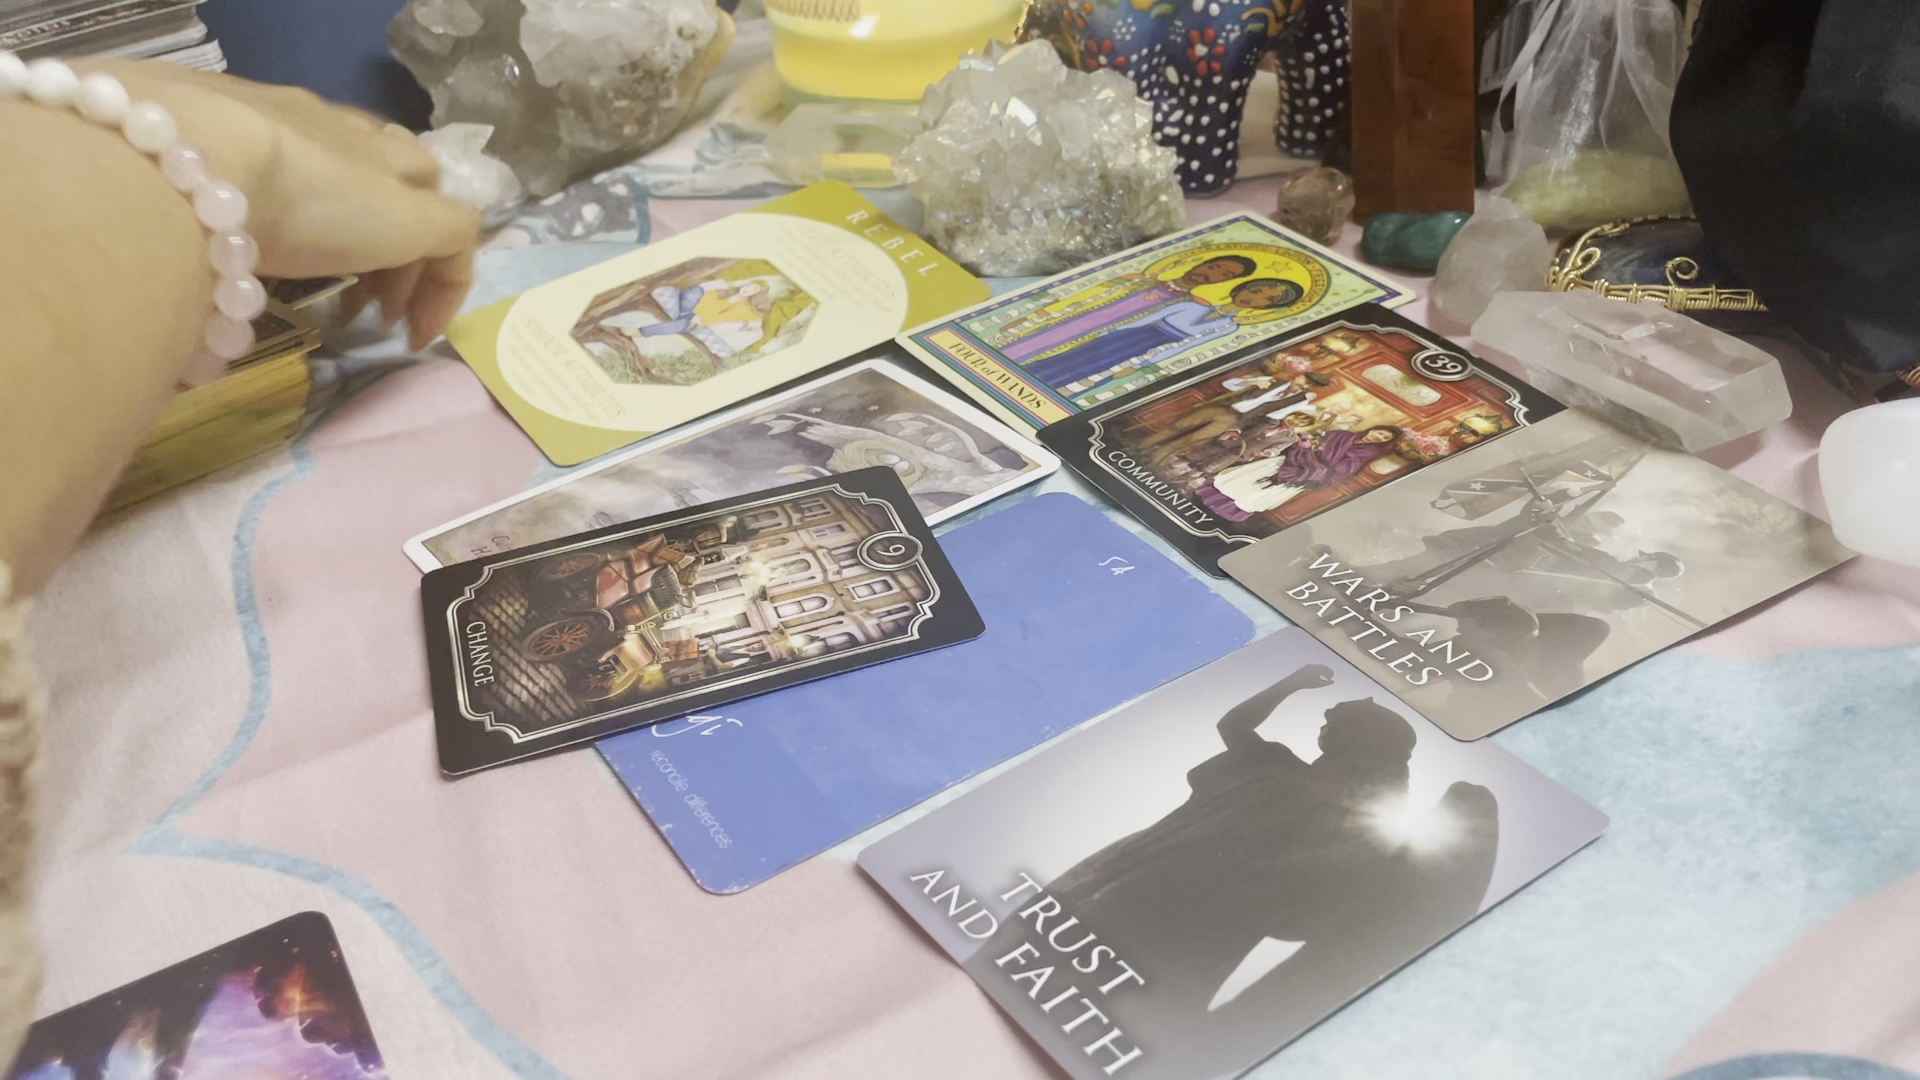 REBEL
FOUR of WANDS
39
COMMUNITY
WARS AND
BATTLES
9
CHANGE
54
reconcile differences
TRUST
AND FAITH